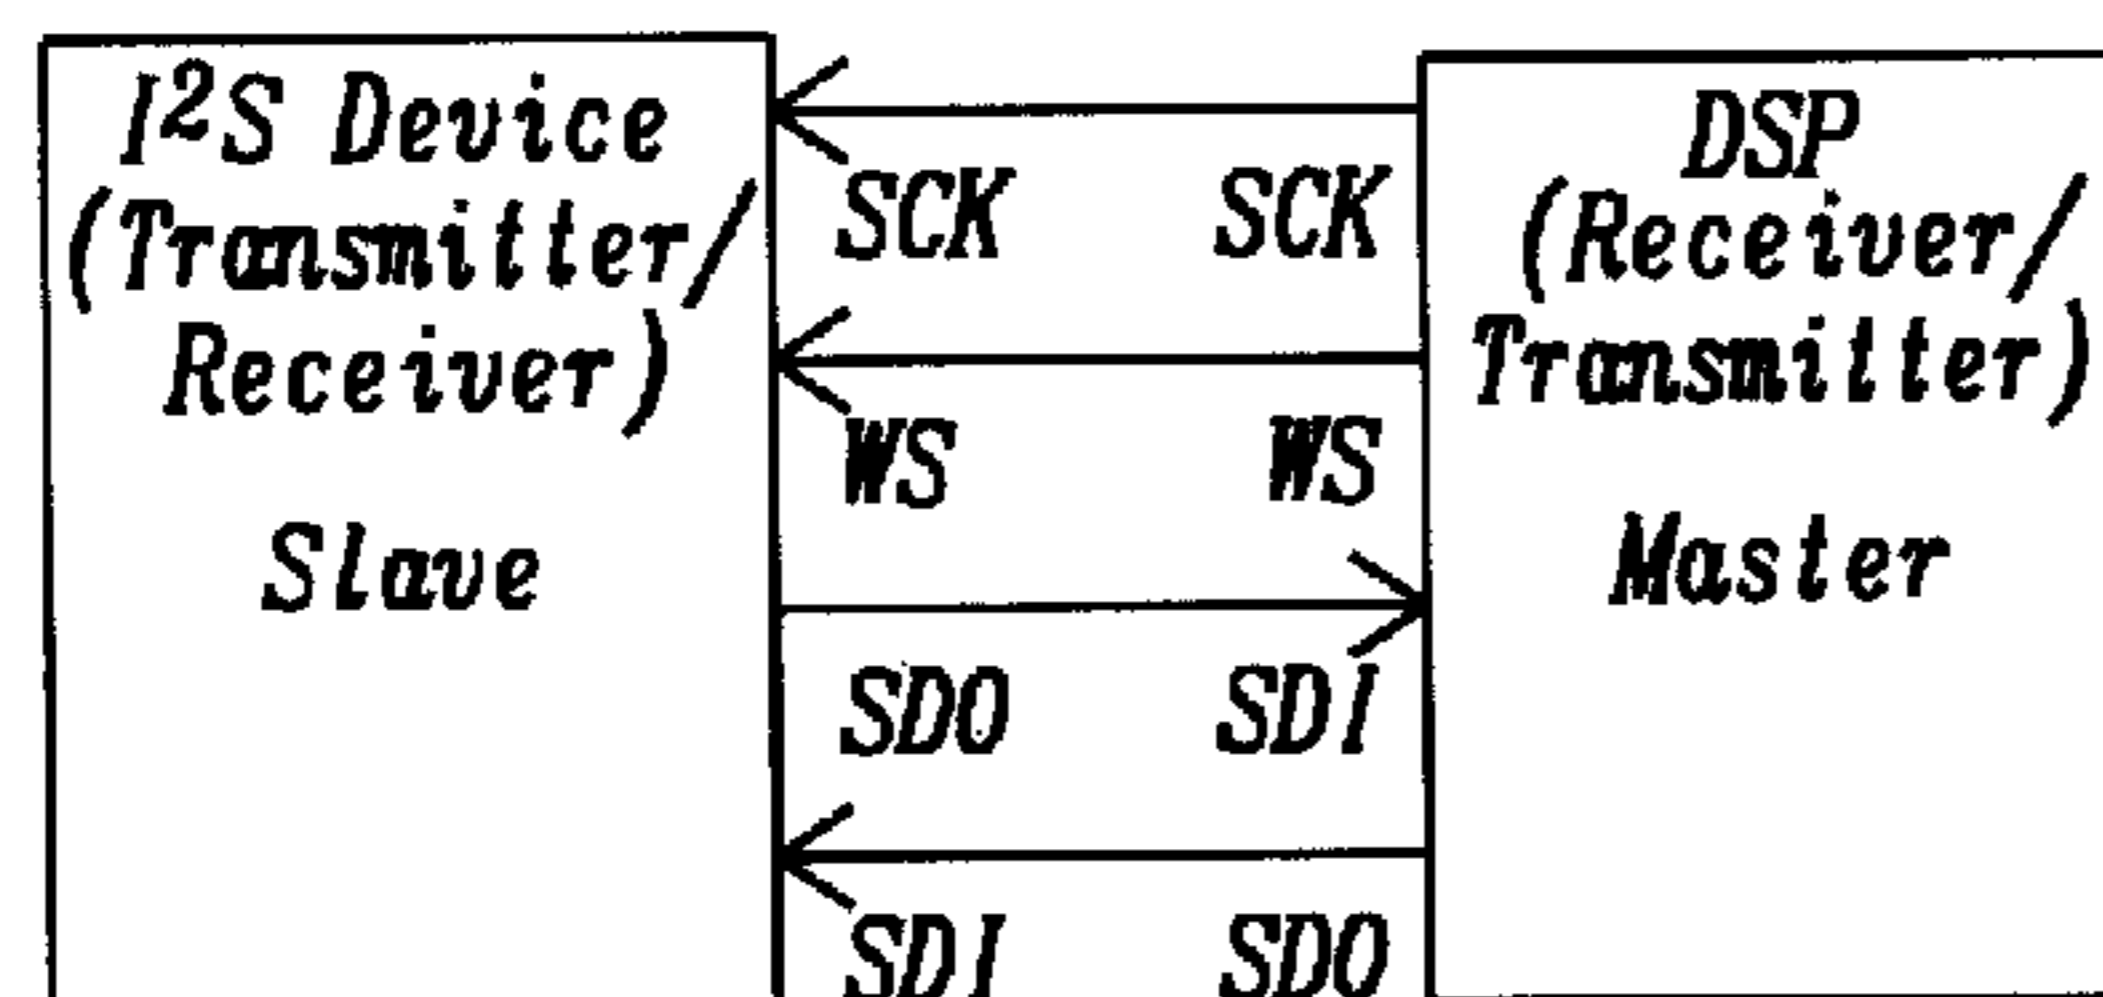 I²S Device
(Transmitter/
Receiver)
Slave
SCK SCK
WS WS
SDO SDI
SDI SDO
DSP
(Receiver/
Transmitter)
Master